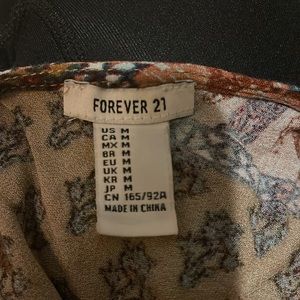 FOREVER 21
US M
CA M
MX M
BR M
EU M
UK M
KR M
JP M
CN 165/92A
MADE IN CHINA